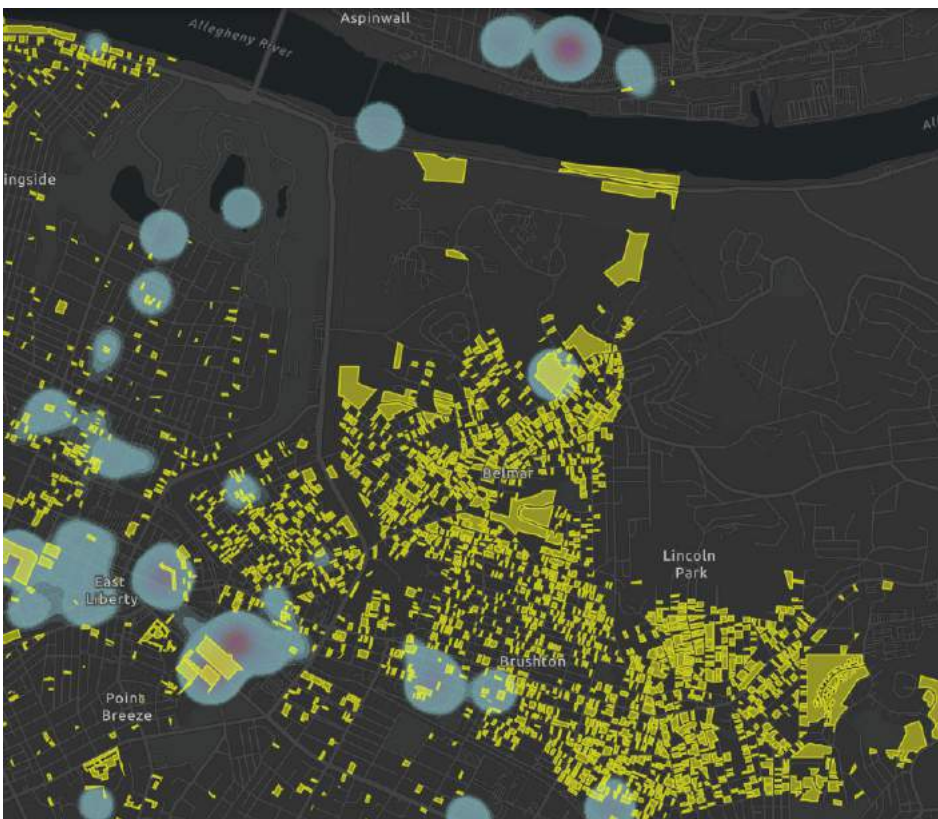 Aspinwall
Allegheny River
Al
ingside
Belmar
Lincoln
Park
East
Liberty
Brushton
Point
Breeze